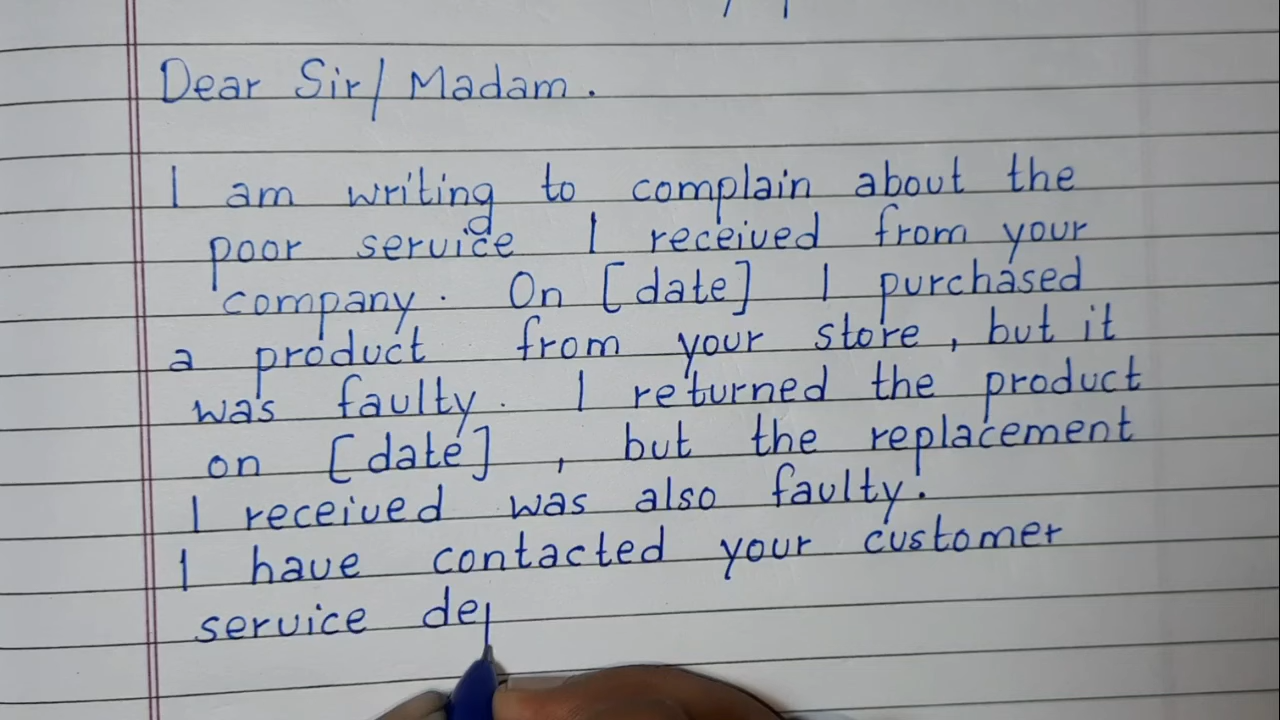 Dear Sir/Madam.
I am writing to complain about the
poor service I received from your
company. On [date] I purchased
a product from your store, but it
was faulty. I returned the product
on [date], but the replacement
I received was also faulty.
I have contacted your customer
service de